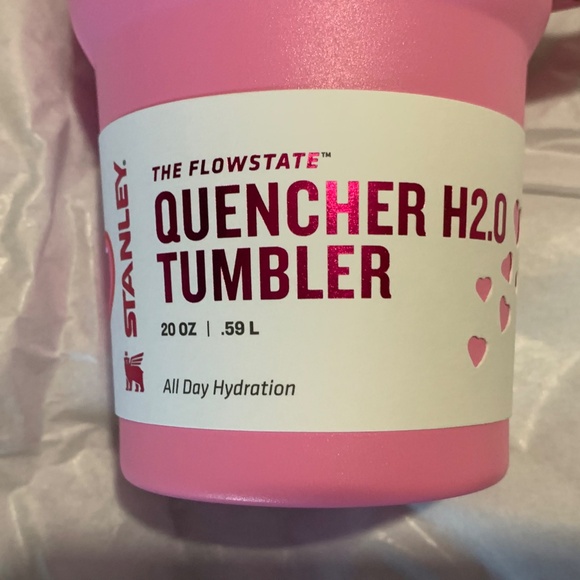 STANLEY.
THE FLOWSTATE™
QUENCHER H2.0
TUMBLER
20 OZ | .59 L
All Day Hydration